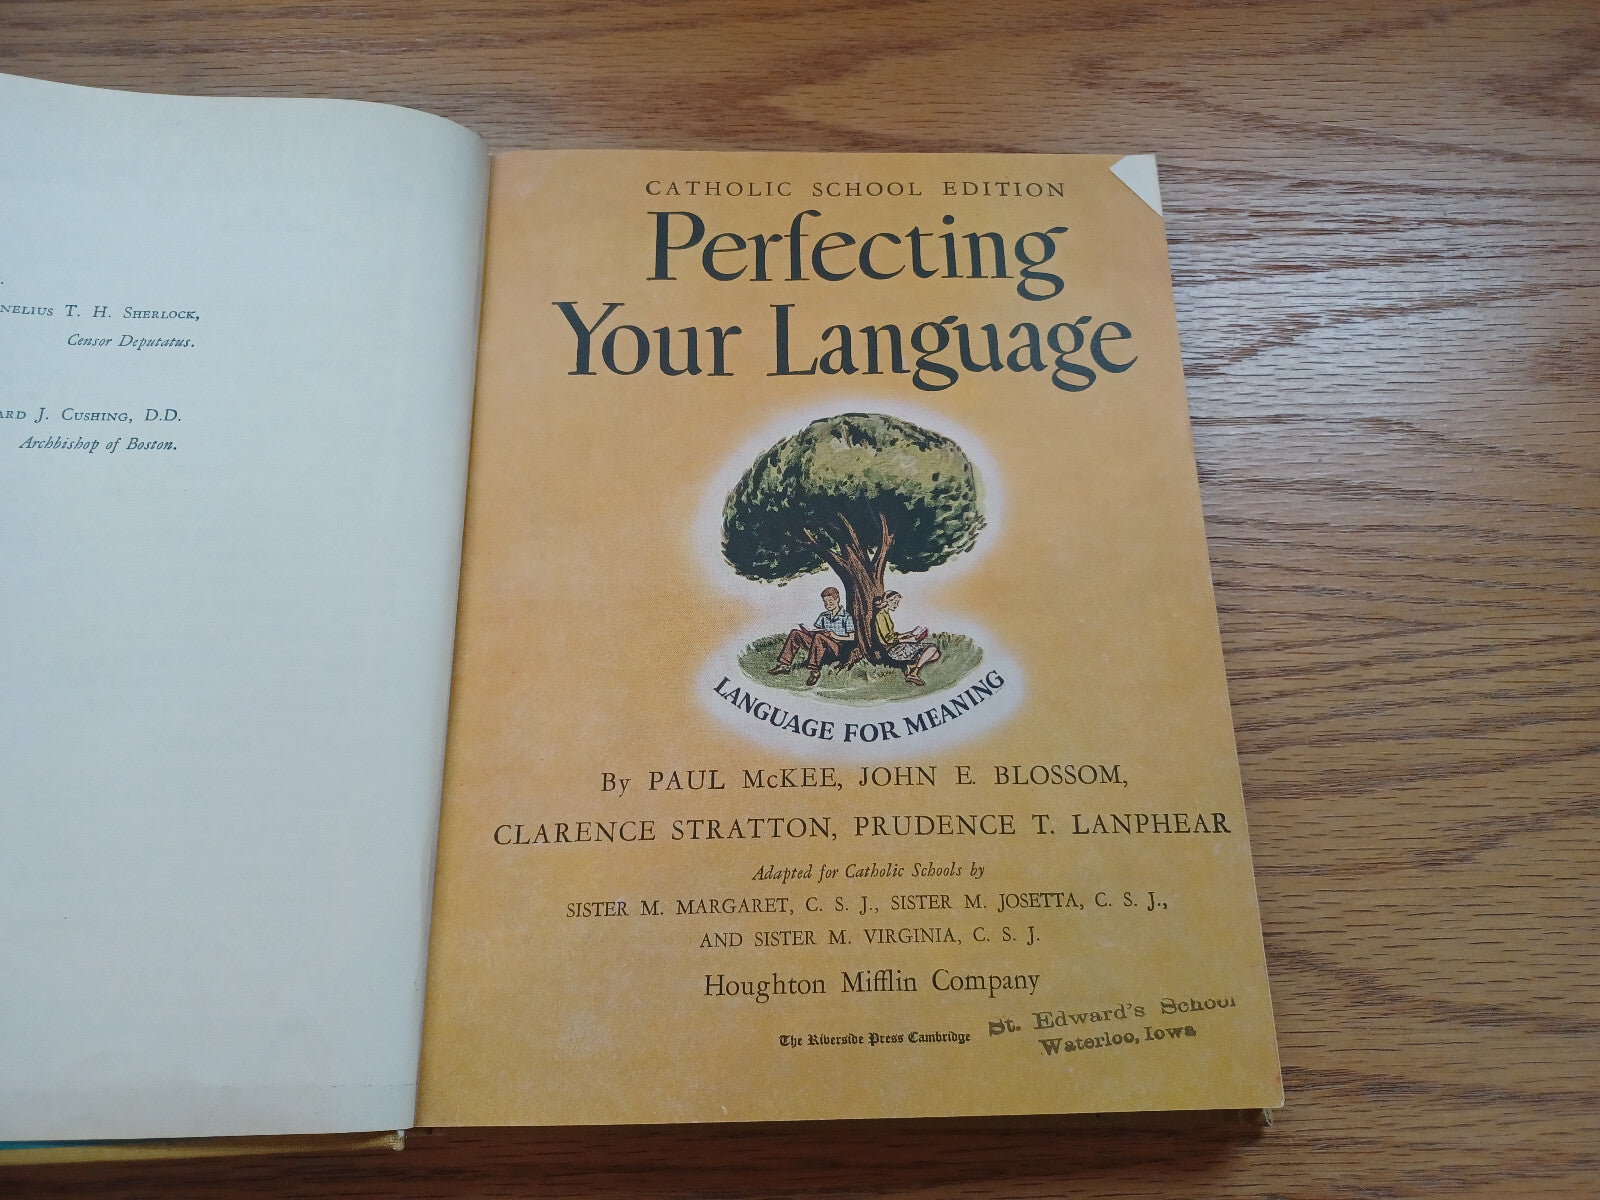 T. H. Sherlock,
Censor Deputatus.
J. Cushing, D.D.
Archbishop of Boston.
CATHOLIC SCHOOL EDITION
Perfecting
Your Language
LANGUAGE FOR MEANING
By PAUL McKEE, JOHN E. BLOSSOM,
CLARENCE STRATTON, PRUDENCE T. LANPHEAR
Adapted for Catholic Schools by
SISTER M. MARGARET, C. S. J., SISTER M. JOSETTA, C. S. J.,
AND SISTER M. VIRGINIA, C. S. J.
Houghton Mifflin Company
The Riverside Press Cambridge
St. Edward's School
Waterloo, Iowa